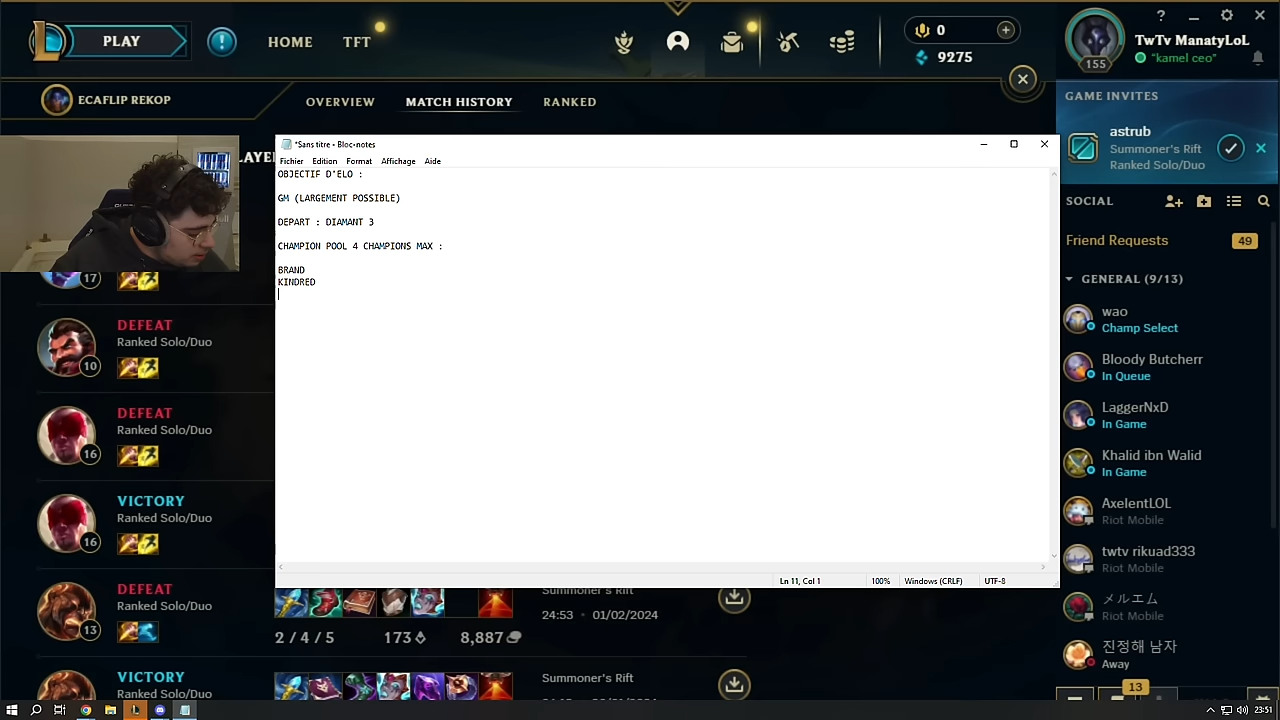 PLAY
HOME
TFT
0
9275
155
TwTv ManatyLoL
"kamel ceo"
ECAFLIP REKOP
OVERVIEW
MATCH HISTORY
RANKED
GAME INVITES
astrub
Summoner's Rift
Ranked Solo/Duo
SOCIAL
Friend Requests
49
GENERAL (9/13)
wao
Champ Select
Bloody Butcherr
In Queue
LaggerNxD
In Game
Khalid ibn Walid
In Game
AxelentLOL
Riot Mobile
twtv rikuad333
Riot Mobile
メルエム
Riot Mobile
진정해 남자
Away
13
*Sans titre - Bloc-notes
Fichier Edition Format Affichage Aide
OBJECTIF D'ELO :
GM (LARGEMENT POSSIBLE)
DEPART : DIAMANT 3
CHAMPION POOL 4 CHAMPIONS MAX :
BRAND
KINDRED
Ln 11, Col 1
100%
Windows (CRLF)
UTF-8
17
DEFEAT
Ranked Solo/Duo
10
DEFEAT
Ranked Solo/Duo
16
VICTORY
Ranked Solo/Duo
16
DEFEAT
Ranked Solo/Duo
13
2 / 4 / 5
173
8,887
Summoner's Rift
24:53 • 01/02/2024
VICTORY
Ranked Solo/Duo
Summoner's Rift
23:51